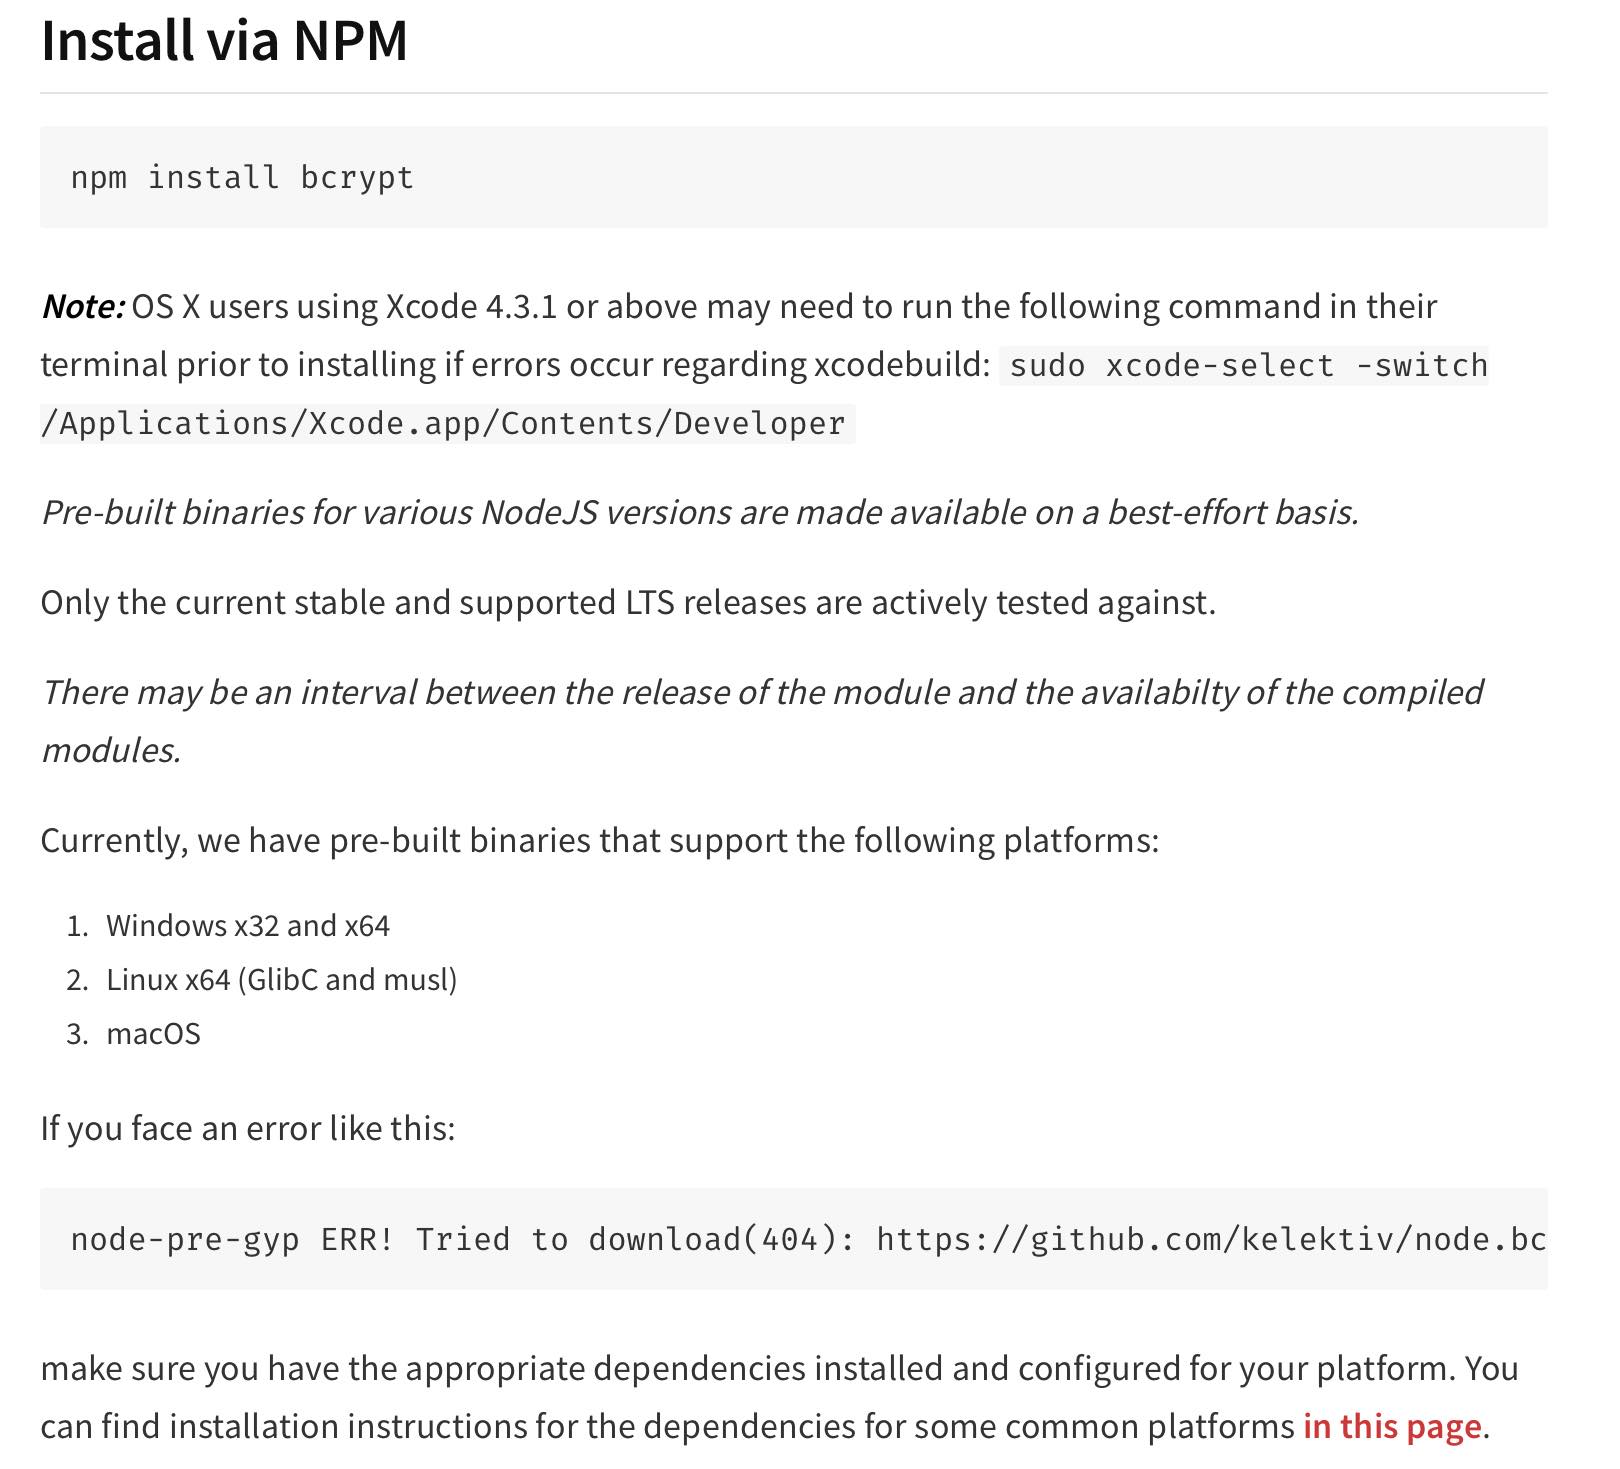 Install via NPM
npm install bcrypt
Note: OS X users using Xcode 4.3.1 or above may need to run the following command in their
terminal prior to installing if errors occur regarding xcodebuild: sudo xcode-select -switch
/Applications/Xcode.app/Contents/Developer
Pre-built binaries for various NodeJS versions are made available on a best-effort basis.
Only the current stable and supported LTS releases are actively tested against.
There may be an interval between the release of the module and the availabilty of the compiled
modules.
Currently, we have pre-built binaries that support the following platforms:
1. Windows x32 and x64
2. Linux x64 (GlibC and musl)
3. macOS
If you face an error like this:
node-pre-gyp ERR! Tried to download(404): https://github.com/kelektiv/node.bc
make sure you have the appropriate dependencies installed and configured for your platform. You
can find installation instructions for the dependencies for some common platforms in this page.